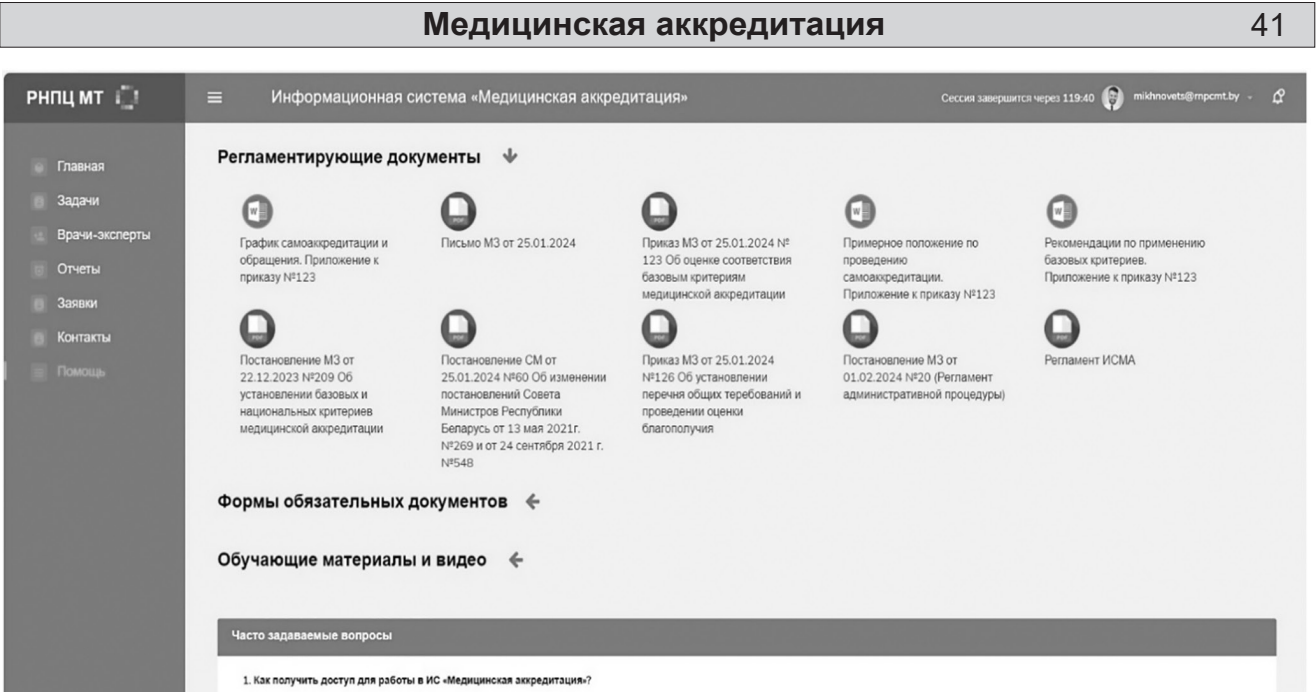 Медицинская аккредитация 41
РНПЦ МТ
Информационная система «Медицинская аккредитация»
Сессия завершится через 119:40
mikhnovets@rnpcmt.by
Главная
Задачи
Врачи-эксперты
Отчеты
Заявки
Контакты
Помощь
Регламентирующие документы
График самоаккредитации и
обращения. Приложение к
приказу №123
Письмо МЗ от 25.01.2024
Приказ МЗ от 25.01.2024 №
123 Об оценке соответствия
базовым критериям
медицинской аккредитации
Примерное положение по
проведению
самоаккредитации.
Приложение к приказу №123
Рекомендации по применению
базовых критериев.
Приложение к приказу №123
Постановление МЗ от
22.12.2023 №209 Об
установлении базовых и
национальных критериев
медицинской аккредитации
Постановление СМ от
25.01.2024 №60 Об изменении
постановлений Совета
Министров Республики
Беларусь от 13 мая 2021г.
№269 и от 24 сентября 2021 г.
№548
Приказ МЗ от 25.01.2024
№126 Об установлении
перечня общих теребований и
проведении оценки
благополучия
Постановление МЗ от
01.02.2024 №20 (Регламент
административной процедуры)
Регламент ИСМА
Формы обязательных документов
Обучающие материалы и видео
Часто задаваемые вопросы
1. Как получить доступ для работы в ИС «Медицинская аккредитация»?